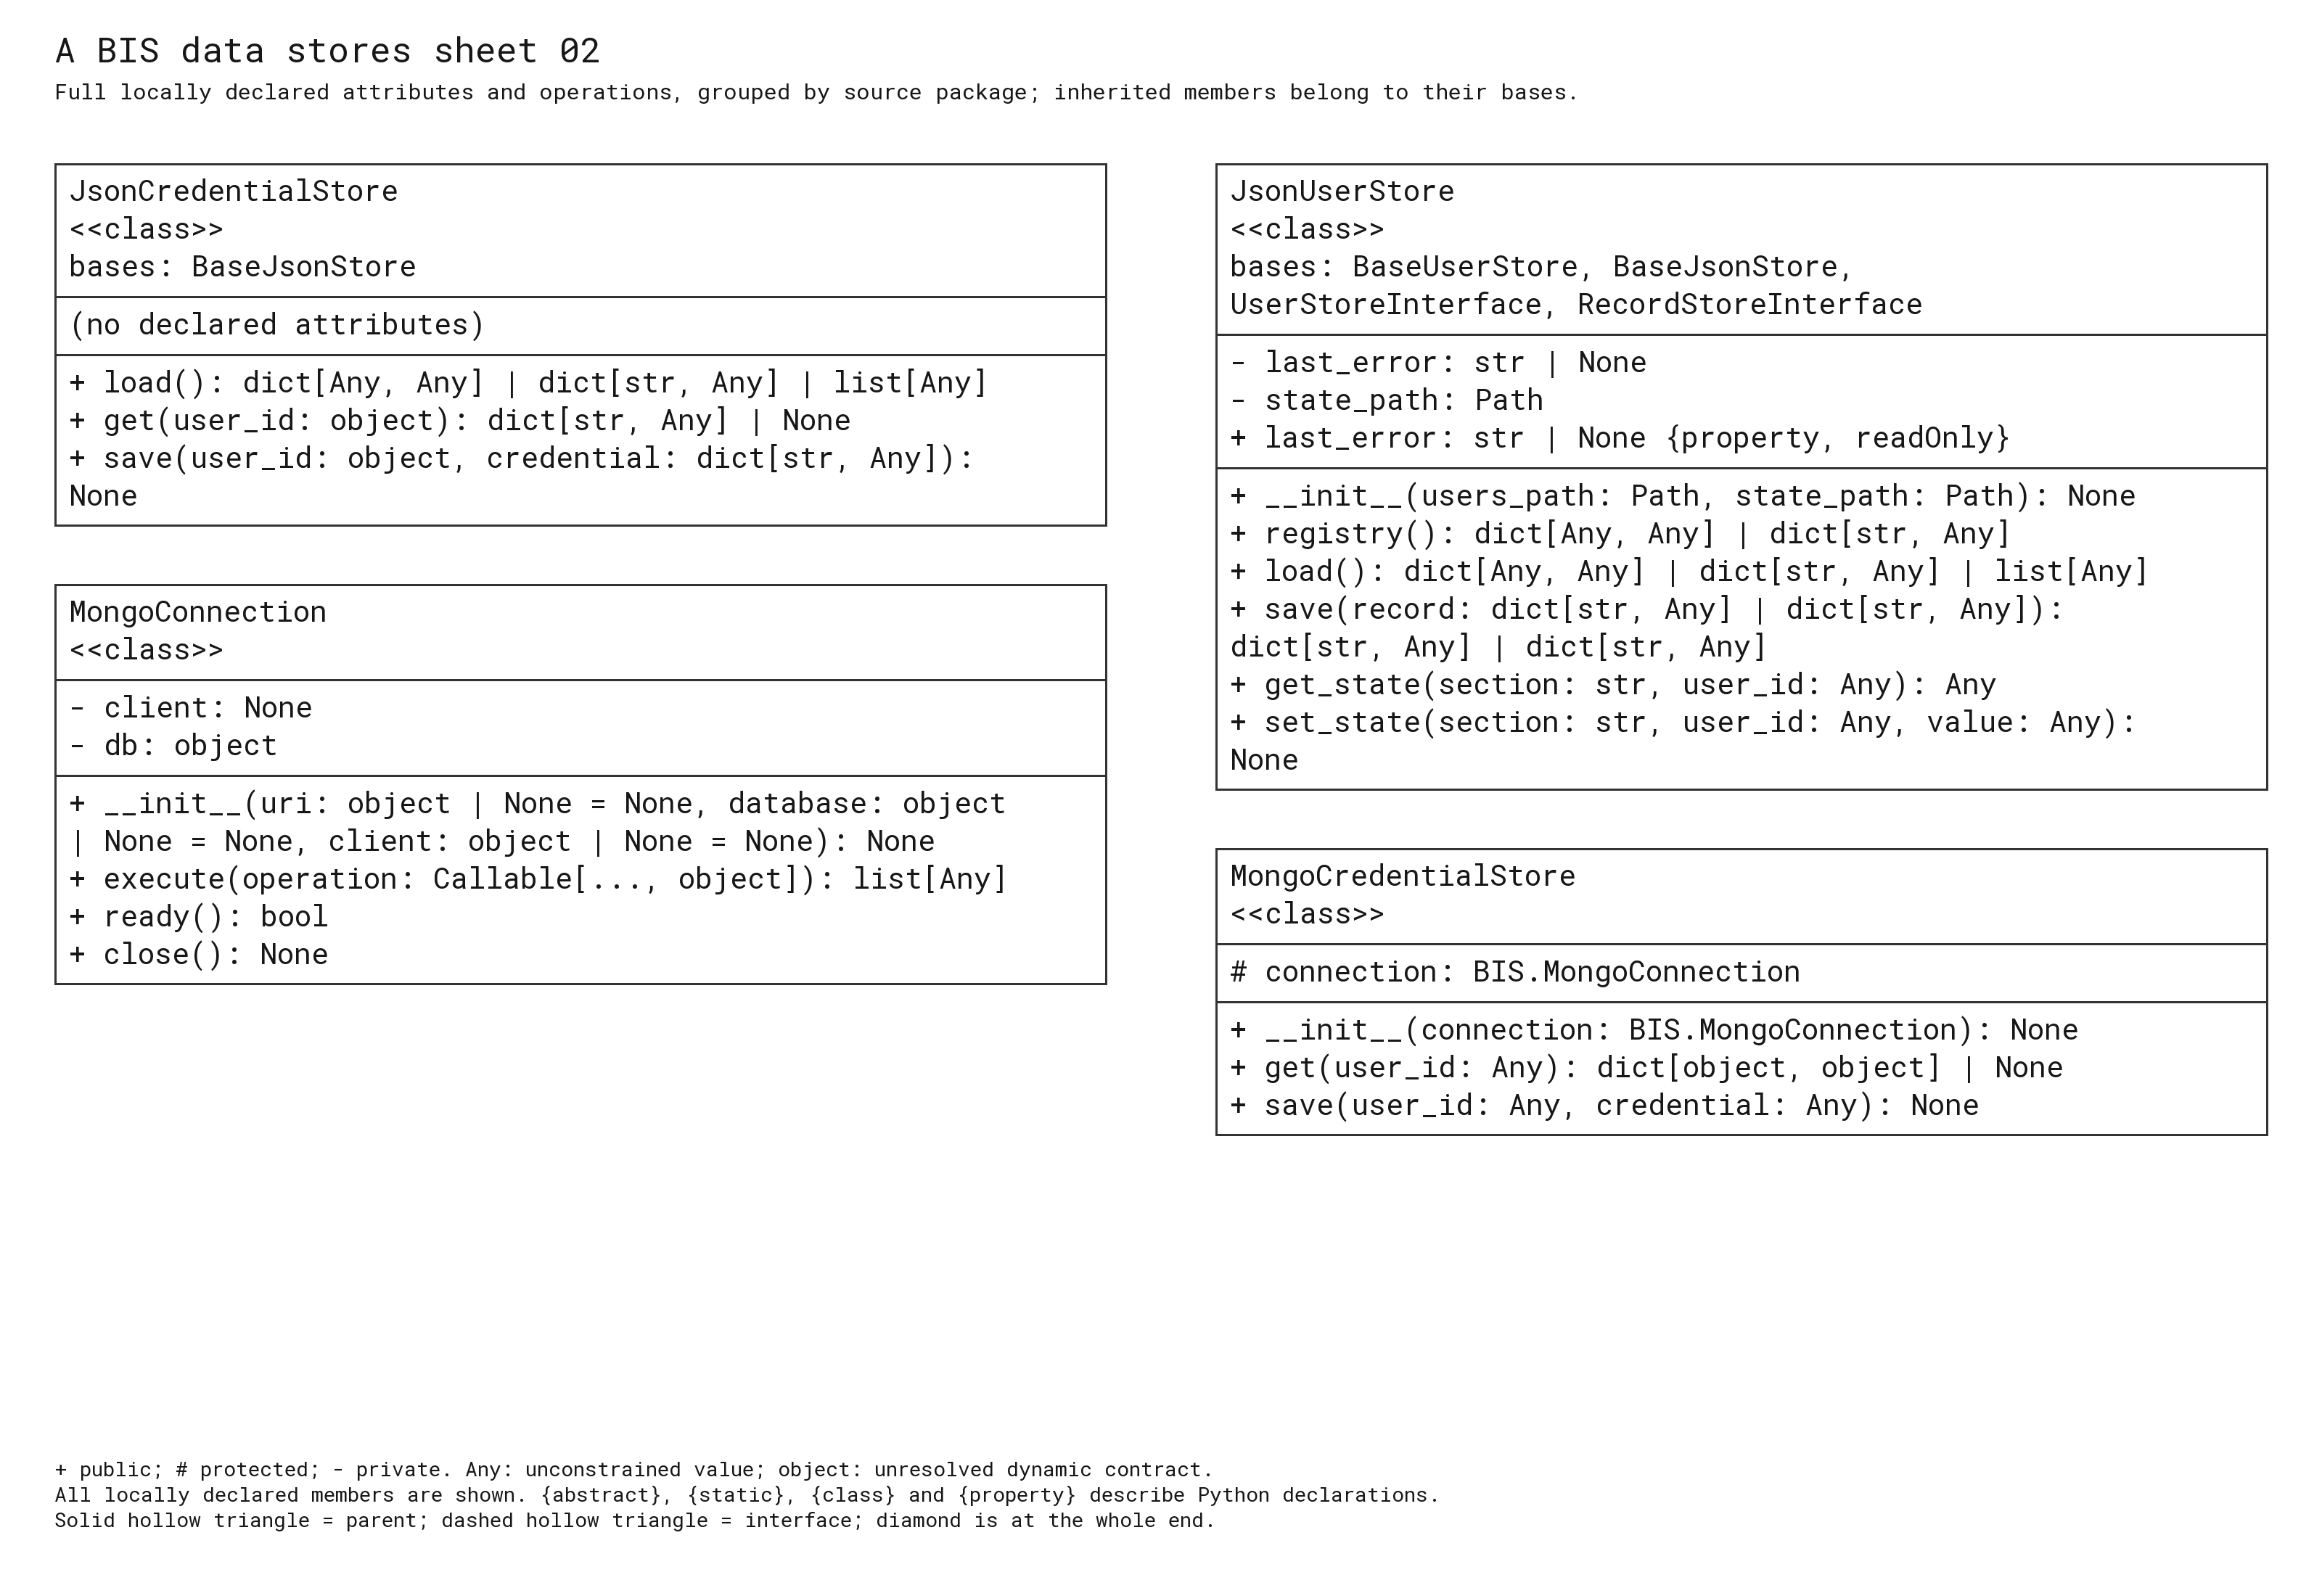 A BIS data stores sheet 02
Full locally declared attributes and operations, grouped by source package; inherited members belong to their bases.
JsonCredentialStore
<<class>>
bases: BaseJsonStore
(no declared attributes)
+ load(): dict[Any, Any] | dict[str, Any] | list[Any]
+ get(user_id: object): dict[str, Any] | None
+ save(user_id: object, credential: dict[str, Any]):
None
MongoConnection
<<class>>
- client: None
- db: object
+ __init__(uri: object | None = None, database: object
| None = None, client: object | None = None): None
+ execute(operation: Callable[..., object]): list[Any]
+ ready(): bool
+ close(): None
JsonUserStore
<<class>>
bases: BaseUserStore, BaseJsonStore,
UserStoreInterface, RecordStoreInterface
- last_error: str | None
- state_path: Path
+ last_error: str | None {property, readOnly}
+ __init__(users_path: Path, state_path: Path): None
+ registry(): dict[Any, Any] | dict[str, Any]
+ load(): dict[Any, Any] | dict[str, Any] | list[Any]
+ save(record: dict[str, Any] | dict[str, Any]):
dict[str, Any] | dict[str, Any]
+ get_state(section: str, user_id: Any): Any
+ set_state(section: str, user_id: Any, value: Any):
None
MongoCredentialStore
<<class>>
# connection: BIS.MongoConnection
+ __init__(connection: BIS.MongoConnection): None
+ get(user_id: Any): dict[object, object] | None
+ save(user_id: Any, credential: Any): None
+ public; # protected; - private. Any: unconstrained value; object: unresolved dynamic contract.
All locally declared members are shown. {abstract}, {static}, {class} and {property} describe Python declarations.
Solid hollow triangle = parent; dashed hollow triangle = interface; diamond is at the whole end.